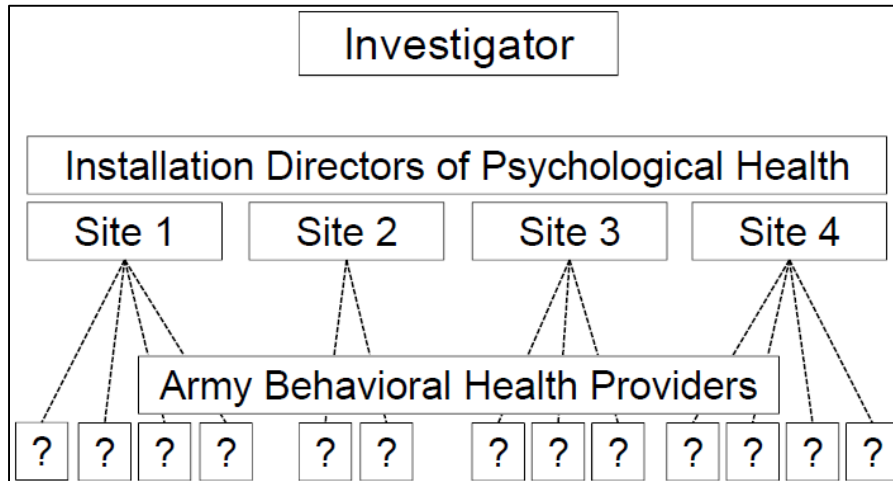 Investigator
Installation Directors of Psychological Health
Site 1 Site 2 Site 3 Site 4
Army Behavioral Health Providers
? ? ? ? ? ? ? ? ? ? ? ? ?